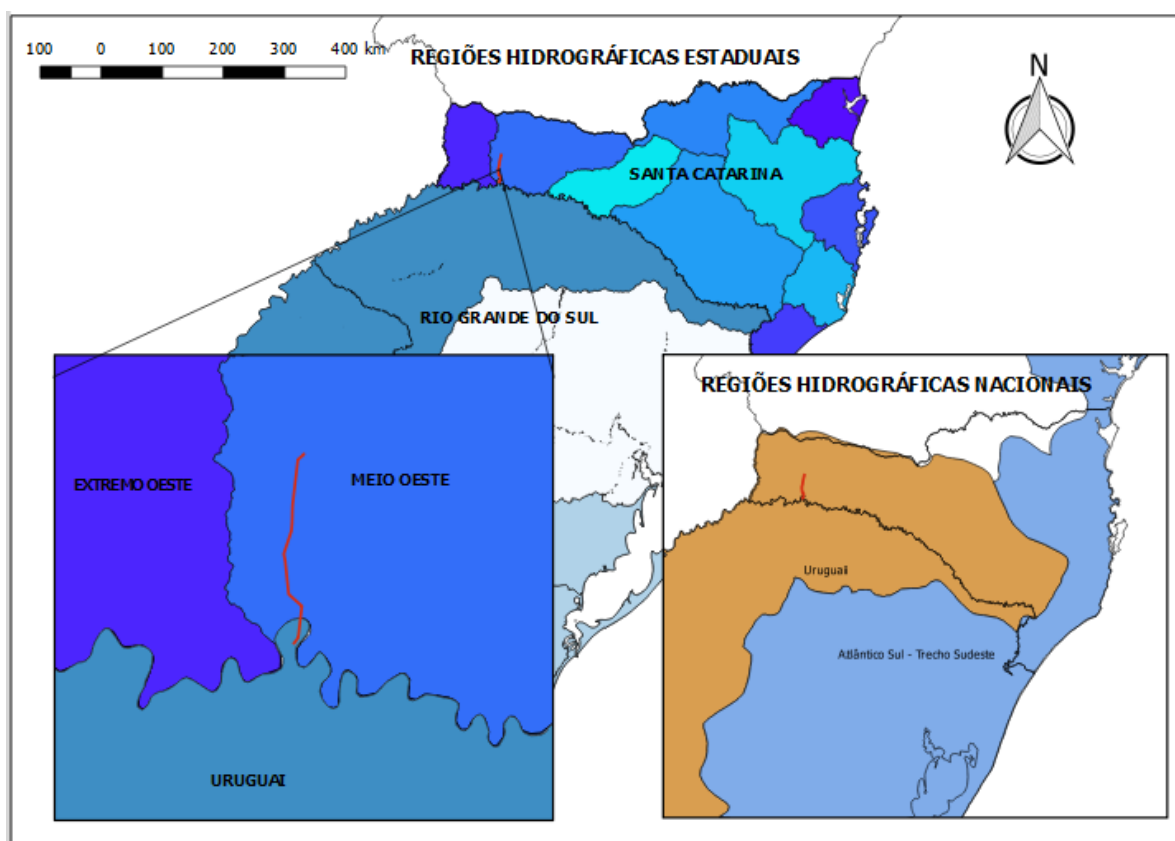 100 0 100 200 300 400 km
REGIÕES HIDROGRÁFICAS ESTADUAIS
N
SANTA CATARINA
RIO GRANDE DO SUL
EXTREMO OESTE
MEIO OESTE
URUGUAI
REGIÕES HIDROGRÁFICAS NACIONAIS
Uruguaii
Atlântico Sul - Trecho Sudeste